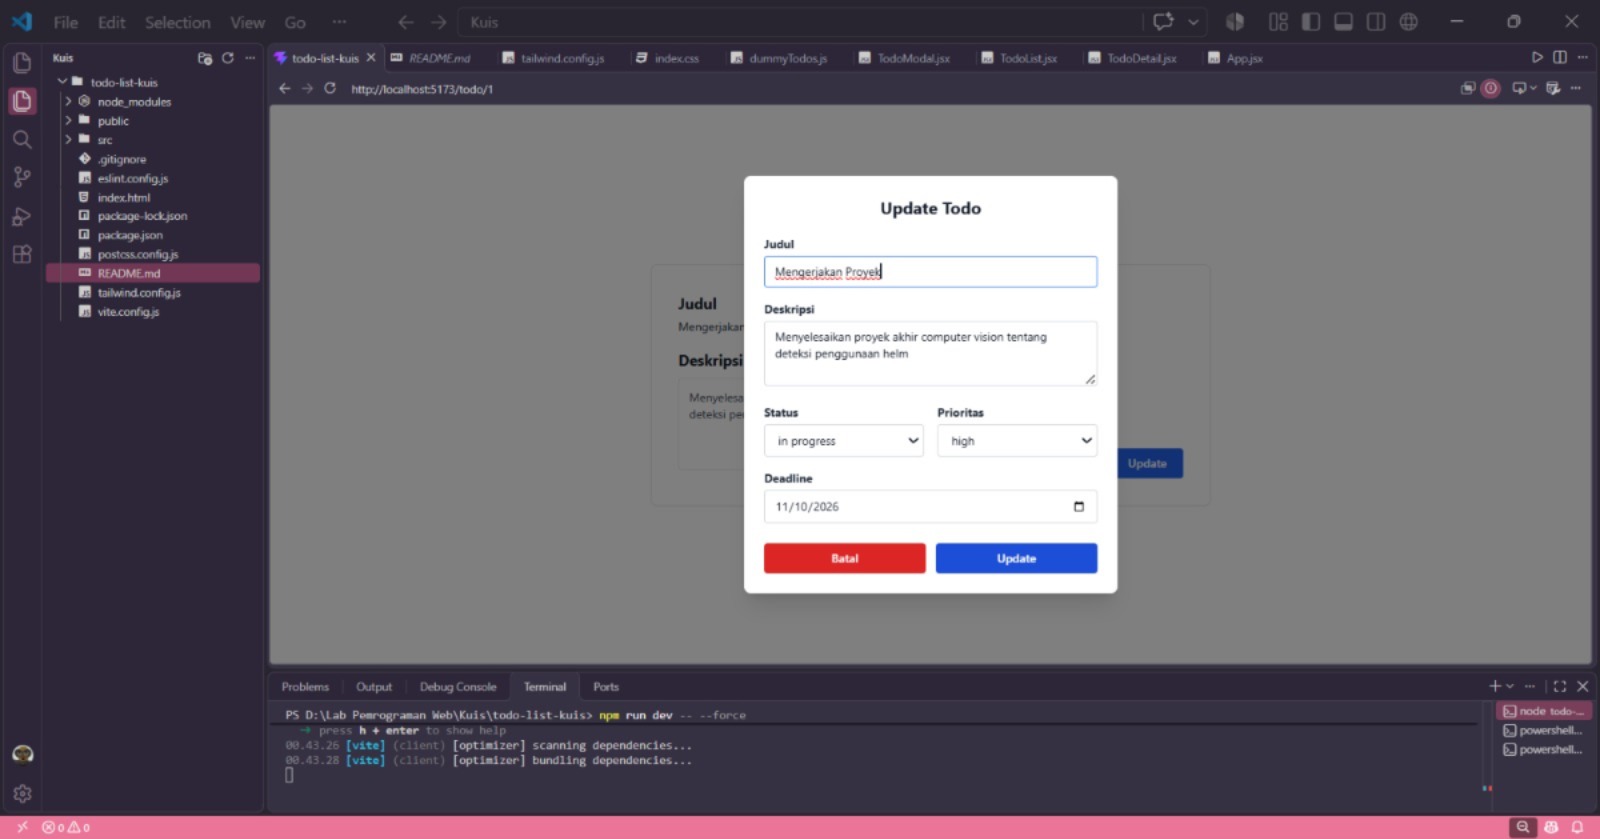 File Edit Selection View Go ··· Kuis
Kuis
todo-list-kuis
node_modules
public
src
.gitignore
eslint.config.js
index.html
package-lock.json
package.json
postcss.config.js
README.md
tailwind.config.js
vite.config.js
todo-list-kuis README.md tailwind.config.js index.css dummyTodos.js TodoModal.jsx TodoList.jsx TodoDetail.jsx App.jsx
http://localhost:5173/todo/1
Judul
Mengerjakan
Deskripsi
Menyelesa
deteksi pe
Update
Update Todo
Judul
Mengerjakan Proyek
Deskripsi
Menyelesaikan proyek akhir computer vision tentang
deteksi penggunaan helm
Status Prioritas
in progress high
Deadline
11/10/2026
Batal Update
Problems Output Debug Console Terminal Ports
PS D:\Lab Pemrograman Web\Kuis\todo-list-kuis> npm run dev -- --force
→ press h + enter to show help
00.43.26 [vite] (client) [optimizer] scanning dependencies...
00.43.28 [vite] (client) [optimizer] bundling dependencies...
node todo-...
powershell...
powershell...
0 0